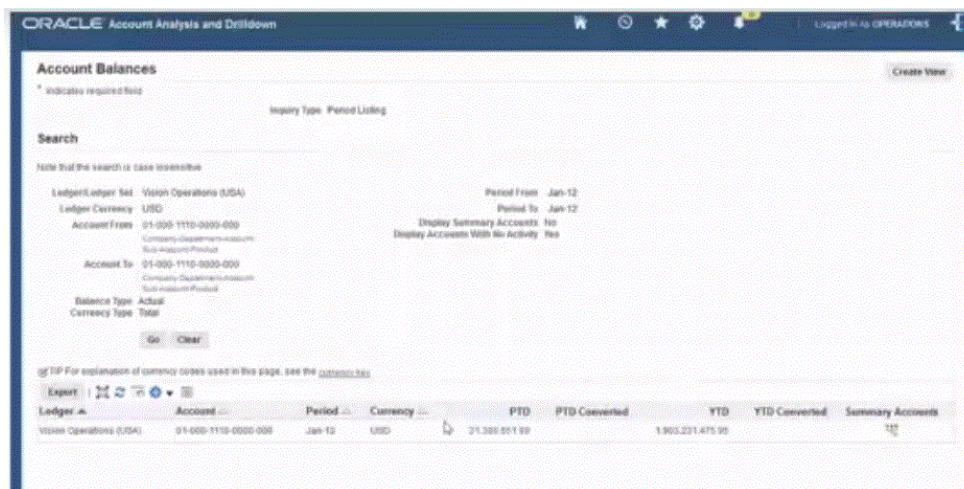 ORACLE Account Analysis and Drilldown
Logged In As OPERATIONS
Account Balances
Create View
* Indicates required field
Inquiry Type Period Listing
Search
Note that the search is case insensitive
Ledger/Ledger Set Vision Operations (USA)
Ledger Currency USD
Account From 01-000-1110-0000-000
Company-Department-Account-
Sub-Account-Product
Account To 01-000-1110-0000-000
Company-Department-Account-
Sub-Account-Product
Balance Type Actual
Currency Type Total
Period From Jan-12
Period To Jan-12
Display Summary Accounts No
Display Accounts With No Activity Yes
Go Clear
TIP For explanation of currency codes used in this page, see the currency key
Export
Ledger Account Period Currency PTD PTD Converted YTD YTD Converted Summary Accounts
Vision Operations (USA) 01-000-1110-0000-000 Jan-12 USD